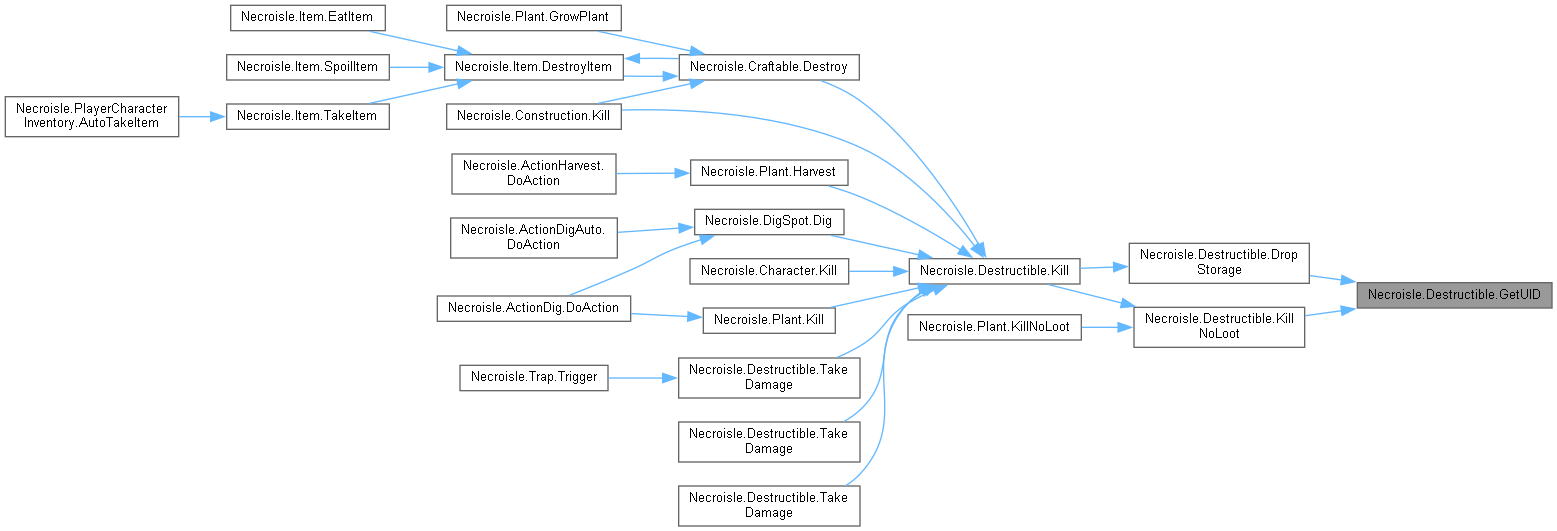 Necroisle.Item.EatItem
Necroisle.Plant.GrowPlant
Necroisle.Item.SpoilItem
Necroisle.Item.DestroyItem
Necroisle.Craftable.Destroy
Necroisle.PlayerCharacter
Inventory.AutoTakeItem
Necroisle.Item.TakeItem
Necroisle.Construction.Kill
Necroisle.ActionHarvest.
DoAction
Necroisle.Plant.Harvest
Necroisle.ActionDigAuto.
DoAction
Necroisle.DigSpot.Dig
Necroisle.Character.Kill
Necroisle.Destructible.Kill
Necroisle.Destructible.Drop
Storage
Necroisle.Destructible.GetUID
Necroisle.ActionDig.DoAction
Necroisle.Plant.Kill
Necroisle.Plant.KillNoLoot
Necroisle.Destructible.Kill
NoLoot
Necroisle.Trap.Trigger
Necroisle.Destructible.Take
Damage
Necroisle.Destructible.Take
Damage
Necroisle.Destructible.Take
Damage